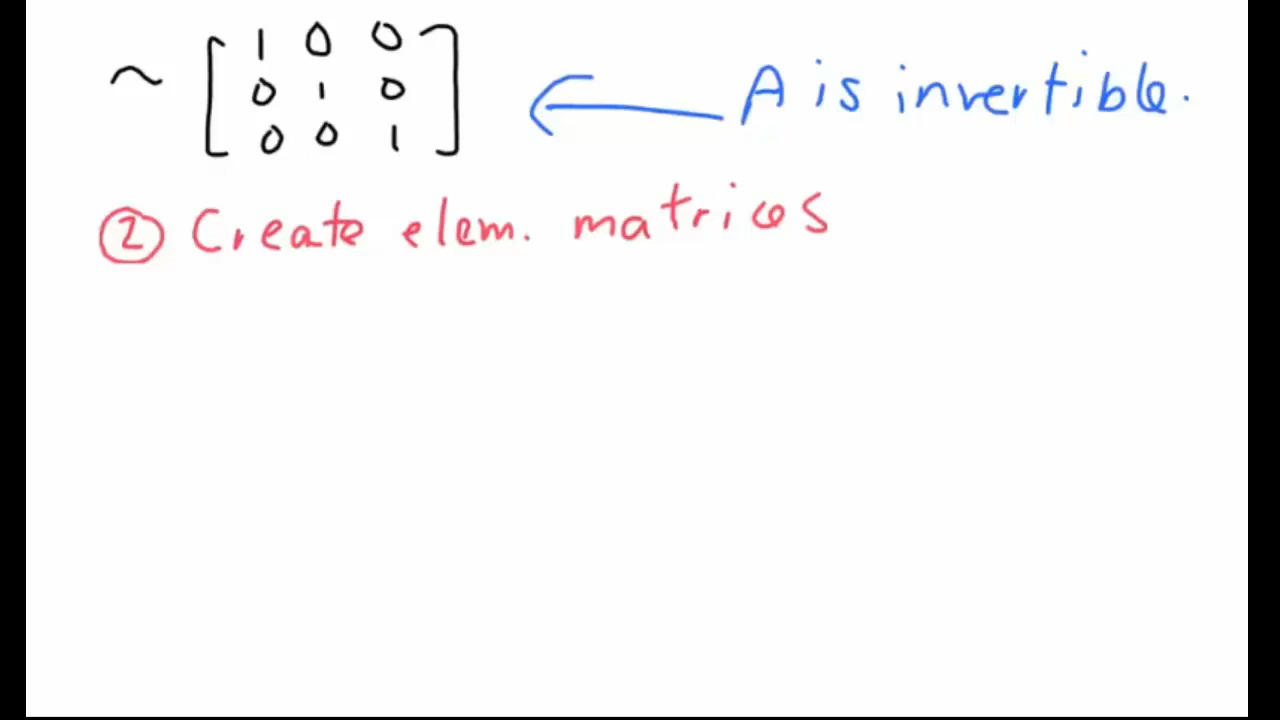 ~ [ 1 0 0
0 1 0
0 0 1 ] ← A is invertible.
② Create elem. matrices